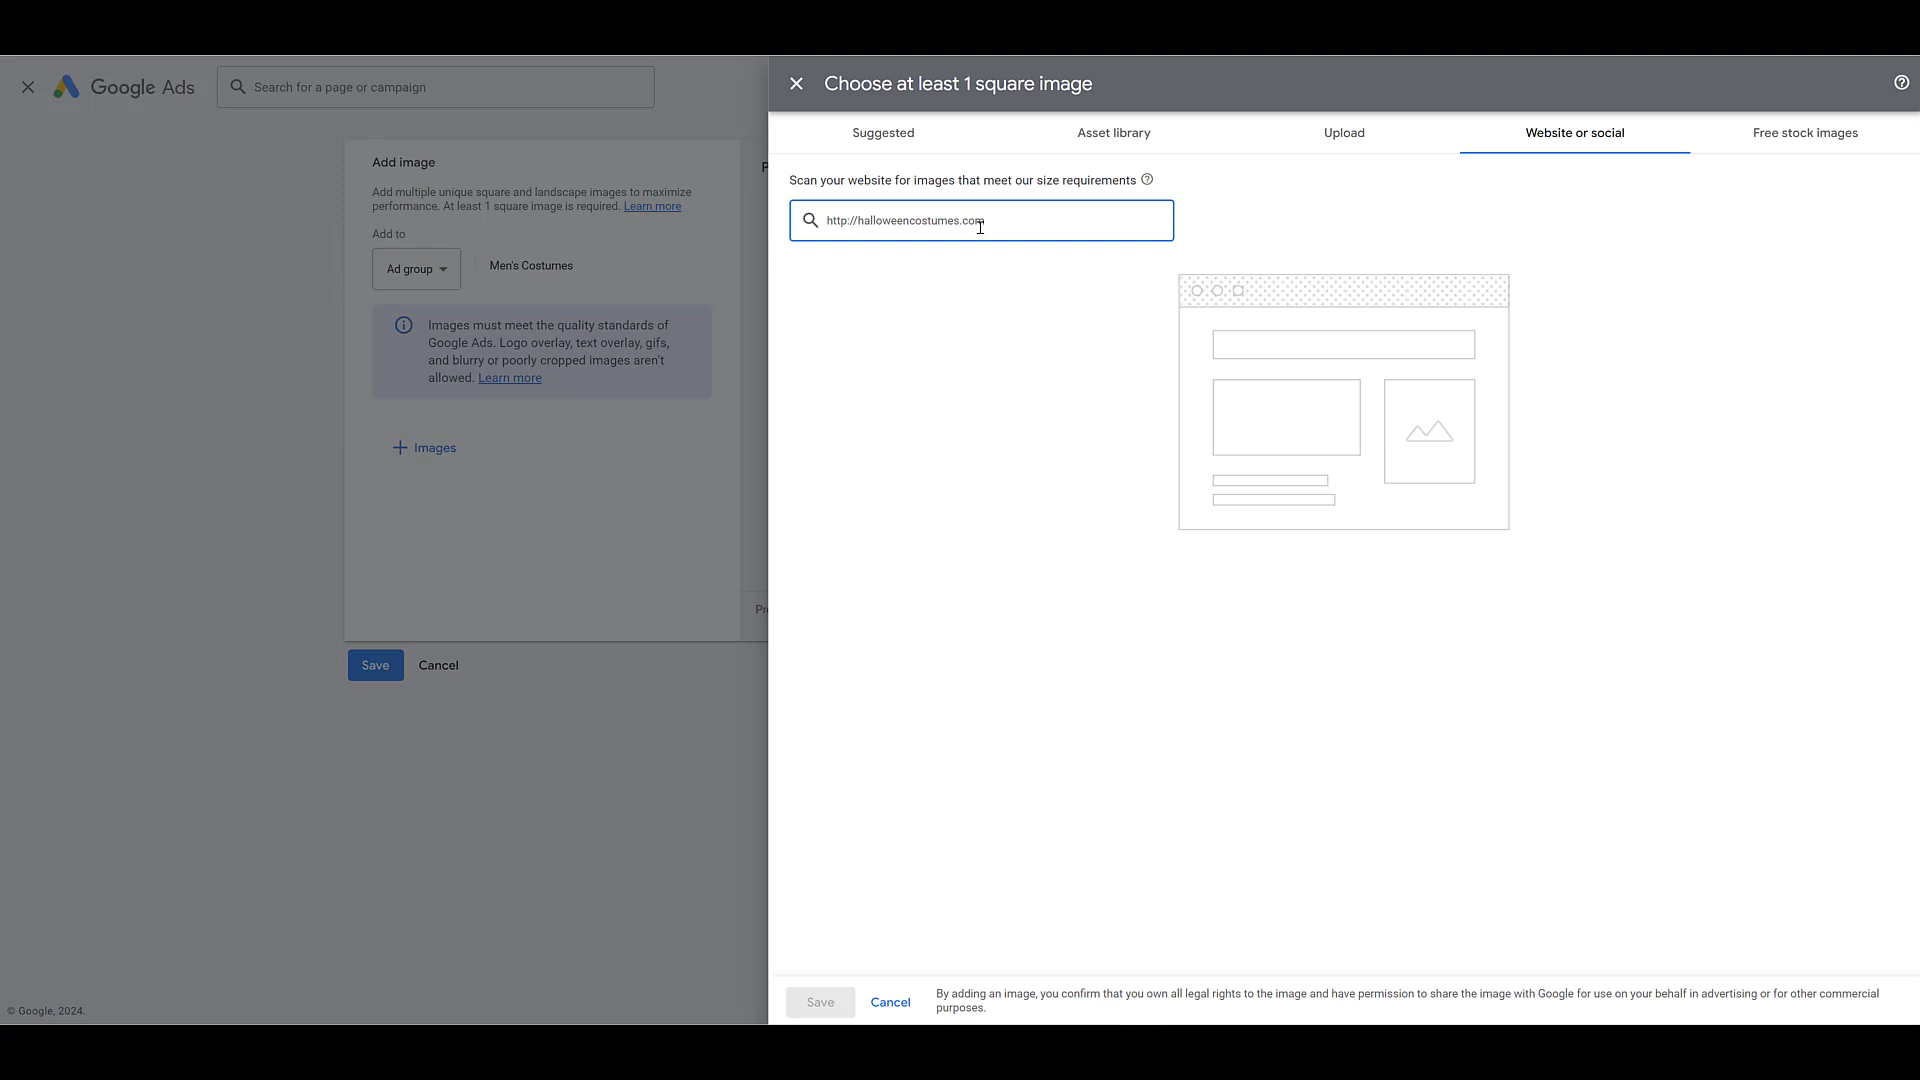 Google Ads
Search for a page or campaign
Add image
Add multiple unique square and landscape images to maximize
performance. At least 1 square image is required. Learn more
Add to
Ad group
Men's Costumes
Images must meet the quality standards of
Google Ads. Logo overlay, text overlay, gifs,
and blurry or poorly cropped images aren't
allowed. Learn more
Images
Save
Cancel
© Google, 2024.
Choose at least 1 square image
Suggested
Asset library
Upload
Website or social
Free stock images
Scan your website for images that meet our size requirements
http://halloweencostumes.com
Save
Cancel
By adding an image, you confirm that you own all legal rights to the image and have permission to share the image with Google for use on your behalf in advertising or for other commercial
purposes.